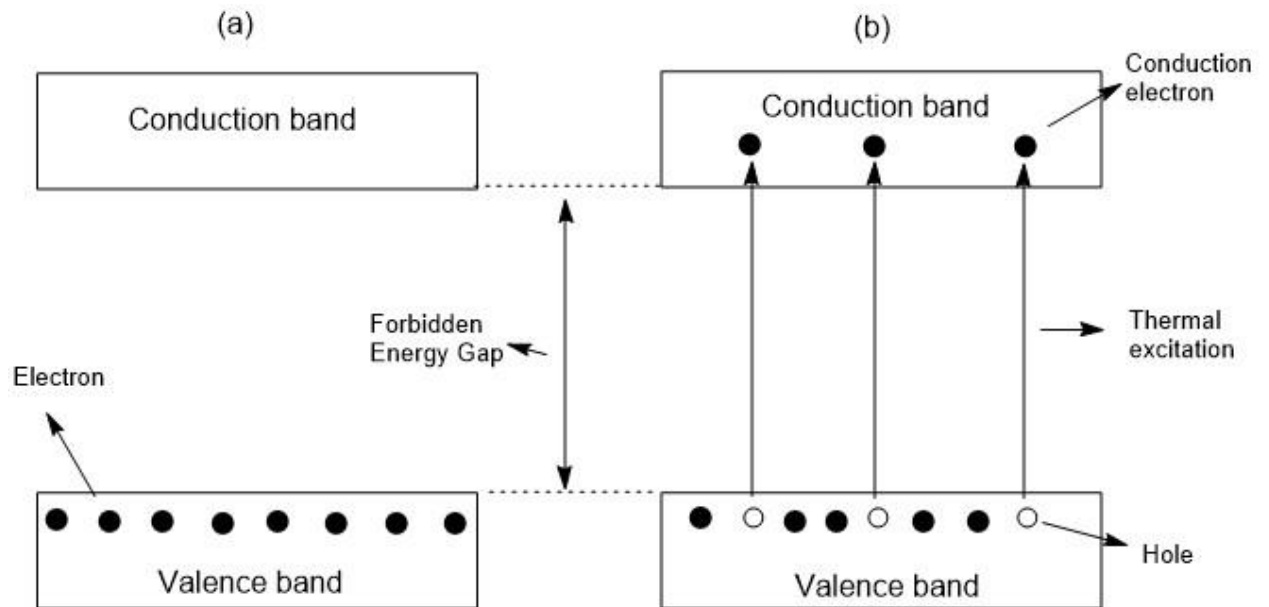 (a)
(b)
Conduction band
Conduction band
Conduction
electron
Forbidden
Energy Gap
Thermal
excitation
Electron
Valence band
Valence band
Hole